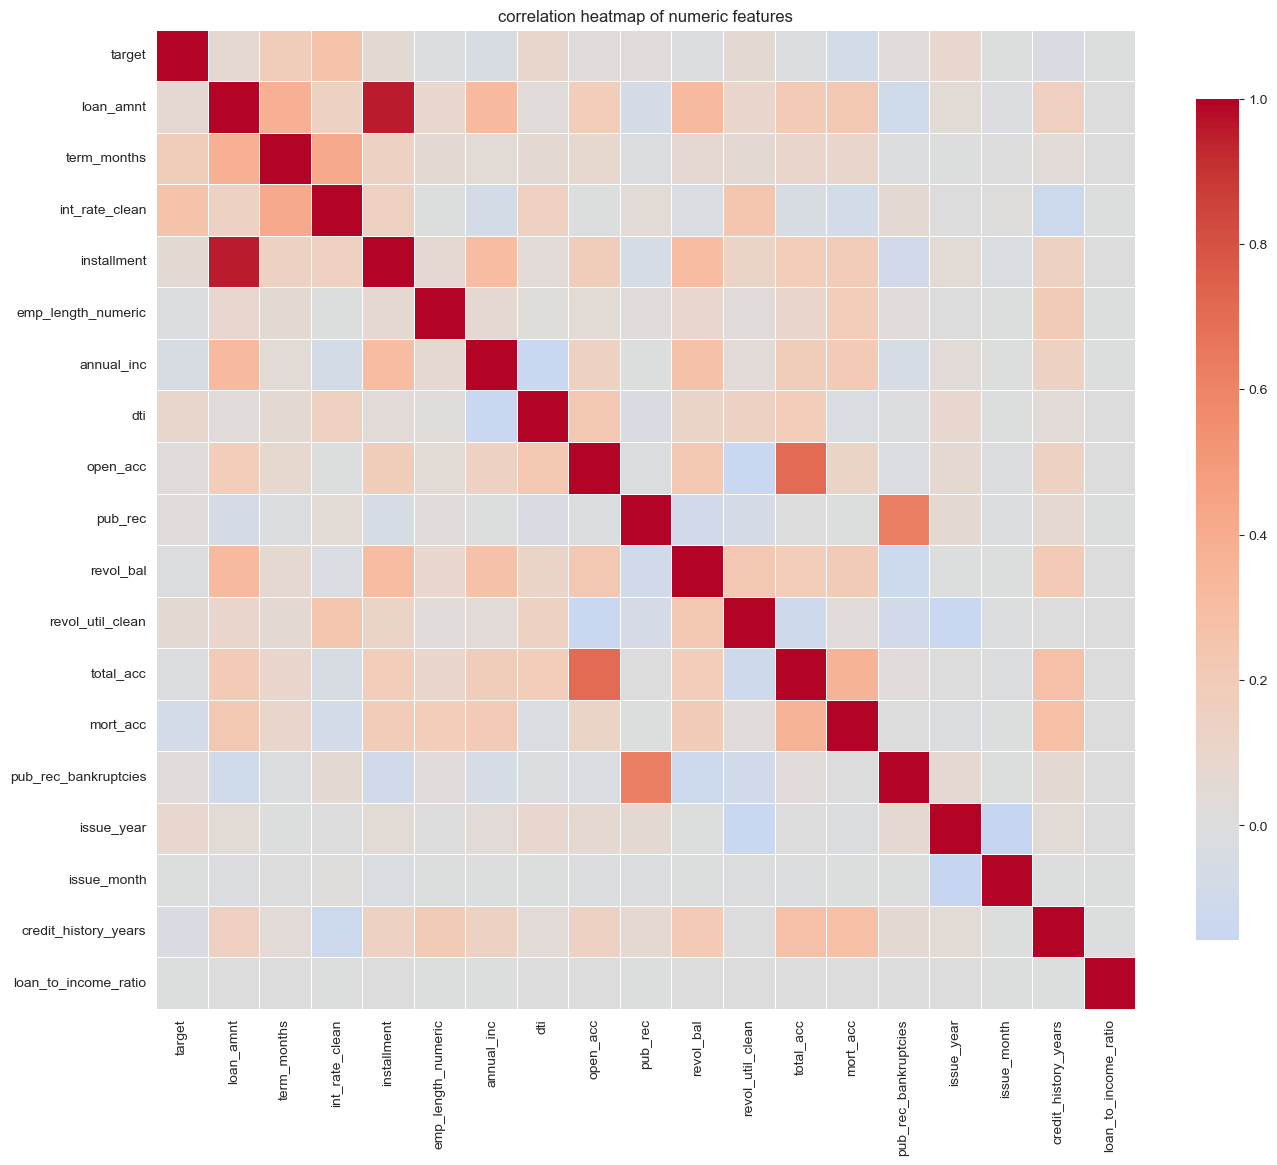 correlation heatmap of numeric features
target
loan_amnt
term_months
int_rate_clean
installment
emp_length_numeric
annual_inc
dti
open_acc
pub_rec
revol_bal
revol_util_clean
total_acc
mort_acc
pub_rec_bankruptcies
issue_year
issue_month
credit_history_years
loan_to_income_ratio
target
loan_amnt
term_months
int_rate_clean
installment
emp_length_numeric
annual_inc
dti
open_acc
pub_rec
revol_bal
revol_util_clean
total_acc
mort_acc
pub_rec_bankruptcies
issue_year
issue_month
credit_history_years
loan_to_income_ratio
1.0
0.8
0.6
0.4
0.2
0.0